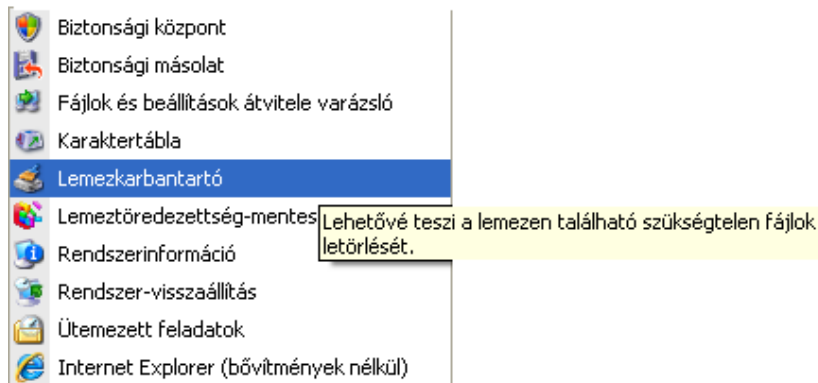 Biztonsági központ
Biztonsági másolat
Fájlok és beállítások átvitele varázsló
Karaktertábla
Lemezkarbantartó
Lemeztöredezettség-mentes
Lehetővé teszi a lemezen található szükségtelen fájlok
letörlését.
Rendszerinformáció
Rendszer-visszaállítás
Ütemezett feladatok
Internet Explorer (bővítmények nélkül)